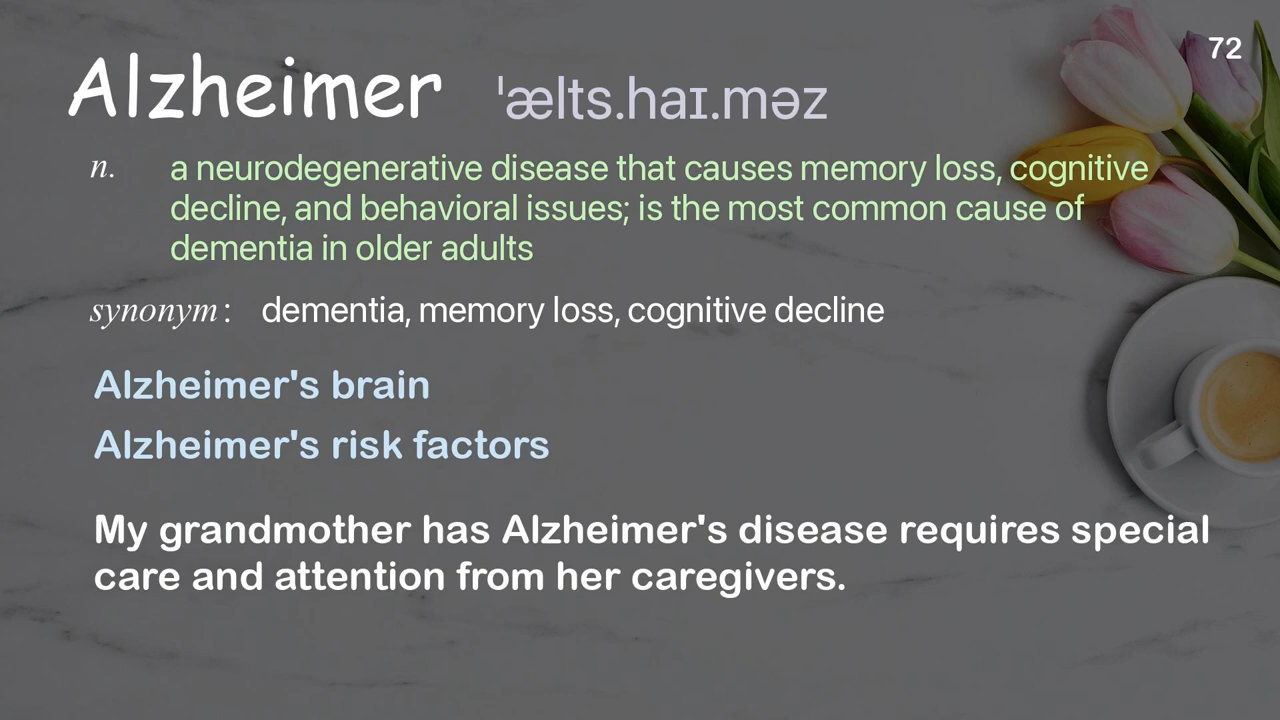 72
Alzheimer ˈælts.haɪ.məz
n. a neurodegenerative disease that causes memory loss, cognitive
decline, and behavioral issues; is the most common cause of
dementia in older adults
synonym : dementia, memory loss, cognitive decline
Alzheimer's brain
Alzheimer's risk factors
My grandmother has Alzheimer's disease requires special
care and attention from her caregivers.